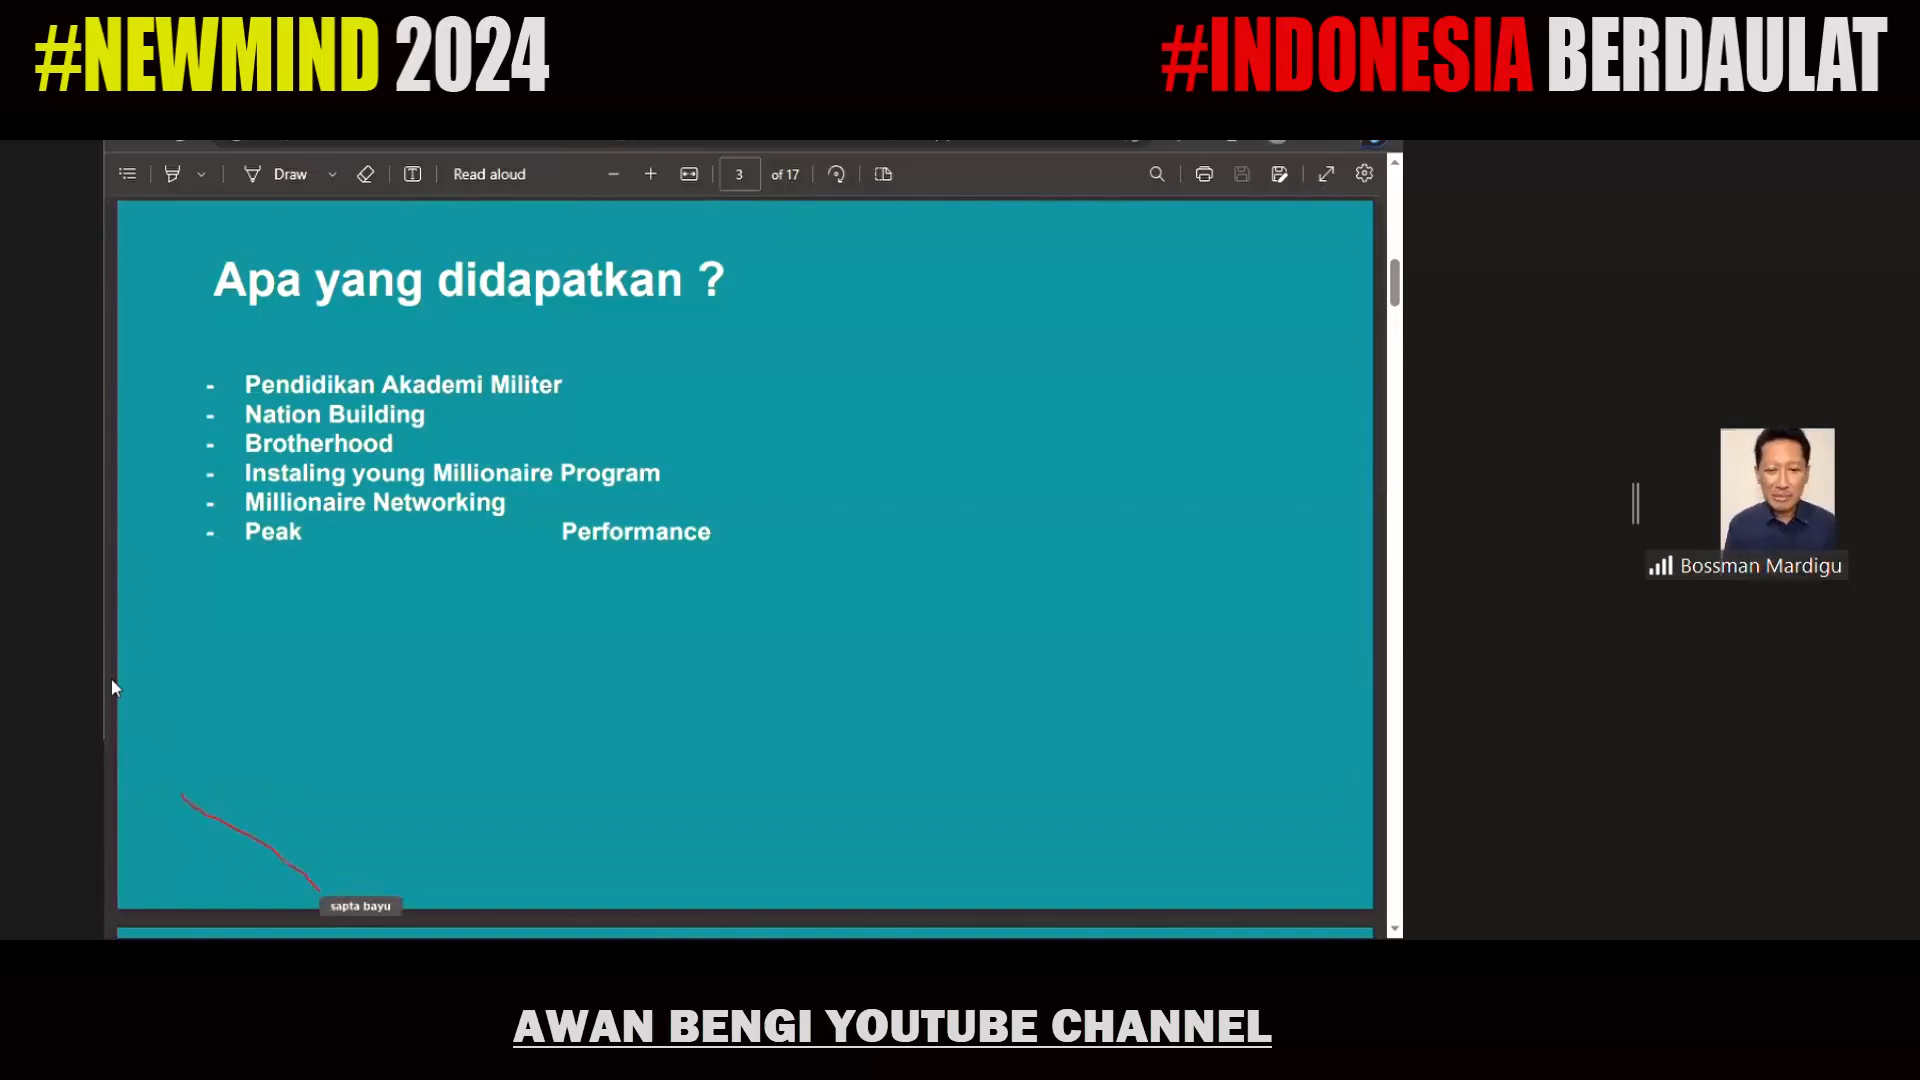 #NEWMIND 2024
#INDONESIA BERDAULAT
Draw
Read aloud
3 of 17
Apa yang didapatkan ?
- Pendidikan Akademi Militer
- Nation Building
- Brotherhood
- Instaling young Millionaire Program
- Millionaire Networking
- Peak Performance
Bossman Mardigu
sapta bayu
AWAN BENGI YOUTUBE CHANNEL